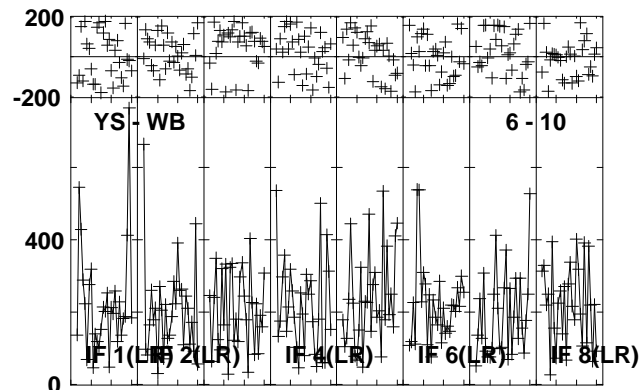 200
-200
YS - WB 6 - 10
400
0
IF 1(LR) IF 2(LR) IF 4(LR) IF 6(LR) IF 8(LR)